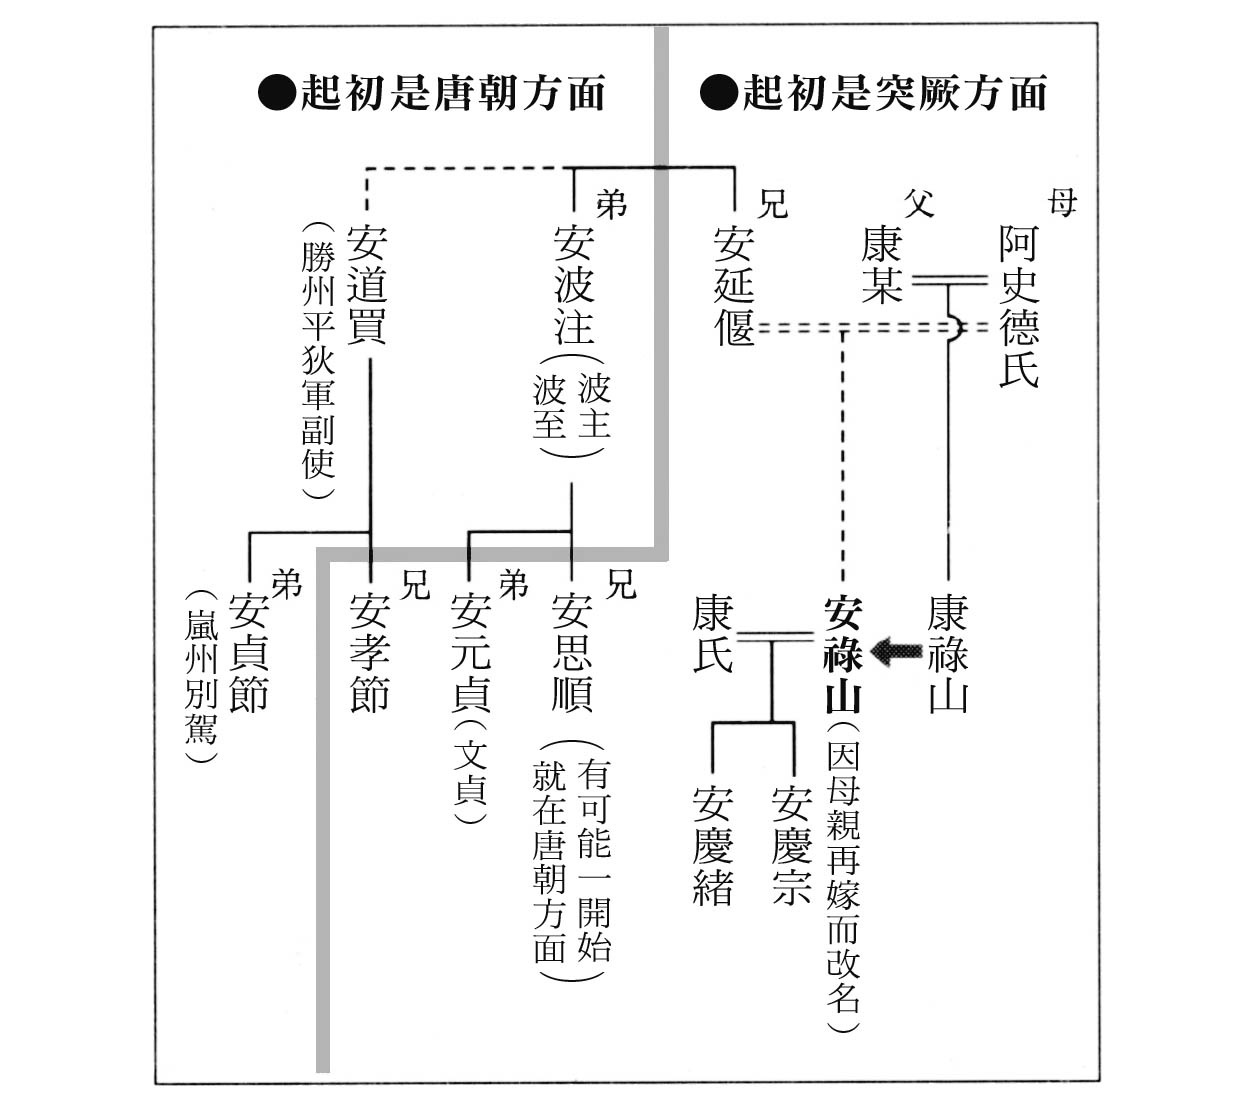 ●起初是突厥方面
●起初是唐朝方面
母
阿史德氏
父
康某
兄
安延偃
弟
安波注
（波主
波至）
安道買
（勝州平狄軍副使）
康祿山
安祿山
（因母親再嫁而改名）
康氏
安慶宗
安慶緒
兄
安思順
（有可能一開始
就在唐朝方面）
弟
安元貞
（文貞）
兄
安孝節
弟
安貞節
（嵐州別駕）